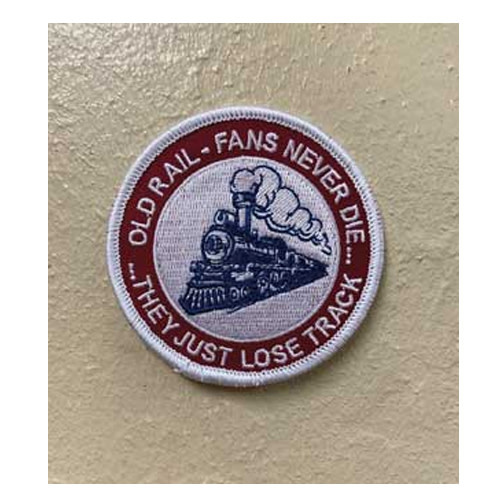 OLD RAIL - FANS NEVER DIE...
...THEY JUST LOSE TRACK